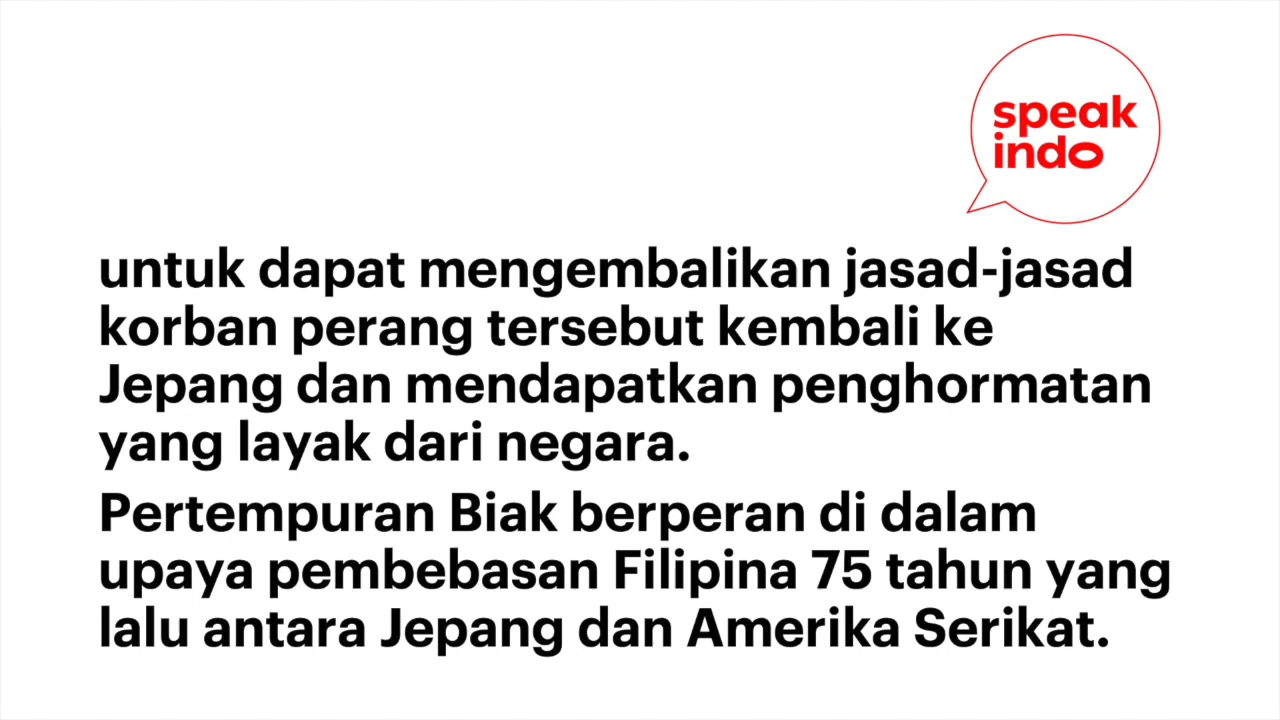 speak
indo
untuk dapat mengembalikan jasad-jasad
korban perang tersebut kembali ke
Jepang dan mendapatkan penghormatan
yang layak dari negara.
Pertempuran Biak berperan di dalam
upaya pembebasan Filipina 75 tahun yang
lalu antara Jepang dan Amerika Serikat.